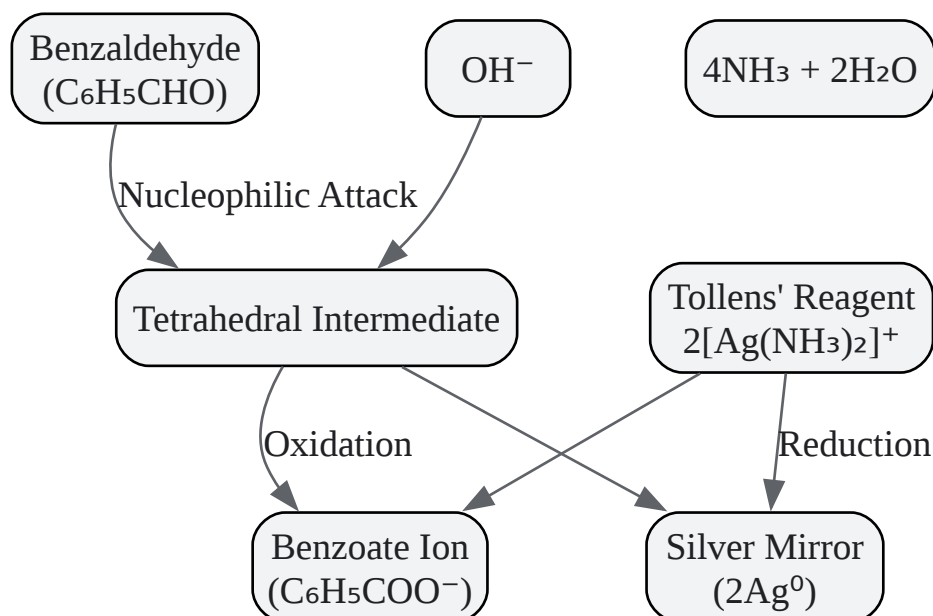 Benzaldehyde
(C₆H₅CHO)
OH⁻
4NH₃ + 2H₂O
Nucleophilic Attack
Tetrahedral Intermediate
Tollens' Reagent
2[Ag(NH₃)₂]⁺
Oxidation
Reduction
Benzoate Ion
(C₆H₅COO⁻)
Silver Mirror
(2Ag⁰)